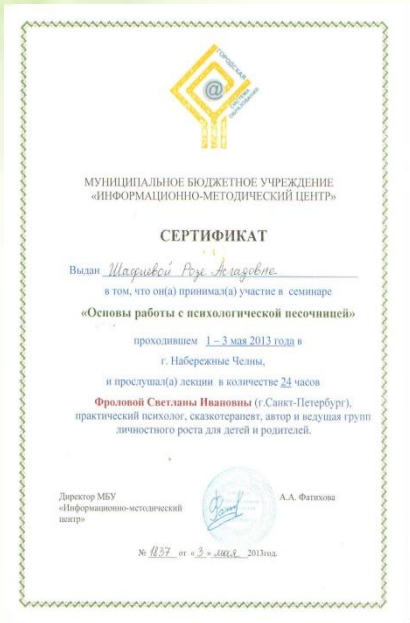 ГОРОДСКАЯ
СИСТЕМА
ОБРАЗОВАНИЯ
@
МУНИЦИПАЛЬНОЕ БЮДЖЕТНОЕ УЧРЕЖДЕНИЕ
«ИНФОРМАЦИОННО-МЕТОДИЧЕСКИЙ ЦЕНТР»
СЕРТИФИКАТ
Выдан Шафиевой Розе Асгадовне
в том, что он(а) принимал(а) участие в семинаре
«Основы работы с психологической песочницей»
проходившем 1 – 3 мая 2013 года в
г. Набережные Челны,
и прослушал(а) лекции в количестве 24 часов
Фроловой Светланы Ивановны (г.Санкт-Петербург),
практический психолог, сказкотерапевт, автор и ведущая групп
личностного роста для детей и родителей.
Директор МБУ
«Информационно-методический
центр»
А.А. Фатихова
№ 1837 от « 3 » мая 2013год.